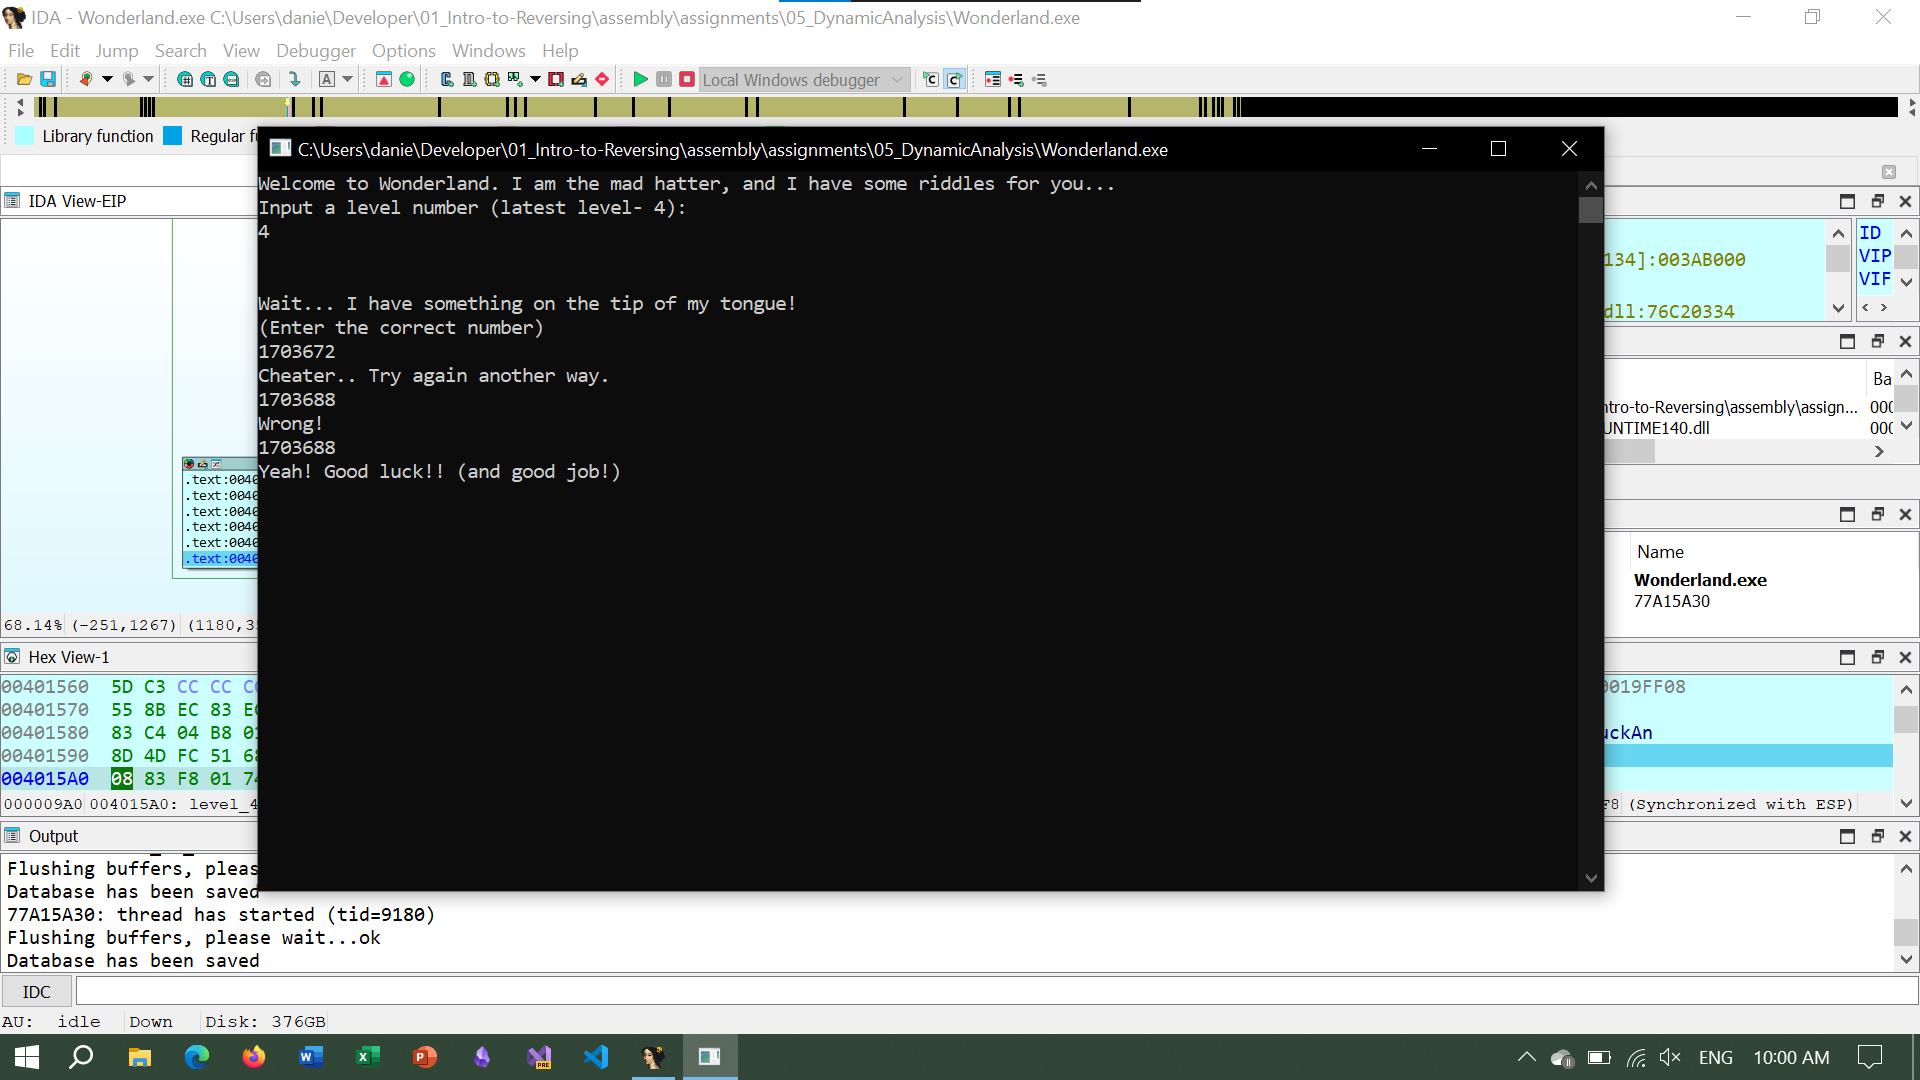 IDA - Wonderland.exe C:\Users\danie\Developer\01_Intro-to-Reversing\assembly\assignments\05_DynamicAnalysis\Wonderland.exe
File Edit Jump Search View Debugger Options Windows Help
Local Windows debugger
Library function Regular fu
C:\Users\danie\Developer\01_Intro-to-Reversing\assembly\assignments\05_DynamicAnalysis\Wonderland.exe
Welcome to Wonderland. I am the mad hatter, and I have some riddles for you...
Input a level number (latest level- 4):
4
Wait... I have something on the tip of my tongue!
(Enter the correct number)
1703672
Cheater.. Try again another way.
1703688
Wrong!
1703688
Yeah! Good luck!! (and good job!)
IDA View-EIP
.text:0040
.text:0040
.text:0040
.text:0040
.text:0040
.text:0040
68.14% (-251,1267) (1180,3
134]:003AB000
dll:76C20334
ID
VIP
VIF
Ba
ntro-to-Reversing\assembly\assign... 000
UNTIME140.dll 000
Name
Wonderland.exe
77A15A30
Hex View-1
00401560 5D C3 CC CC CC
00401570 55 8B EC 83 EC
00401580 83 C4 04 B8 01
00401590 8D 4D FC 51 68
004015A0 08 83 F8 01 74
000009A0 004015A0: level_4
0019FF08
uckAn
F8 (Synchronized with ESP)
Output
Flushing buffers, pleas
Database has been saved
77A15A30: thread has started (tid=9180)
Flushing buffers, please wait...ok
Database has been saved
IDC
AU: idle Down Disk: 376GB
ENG 10:00 AM